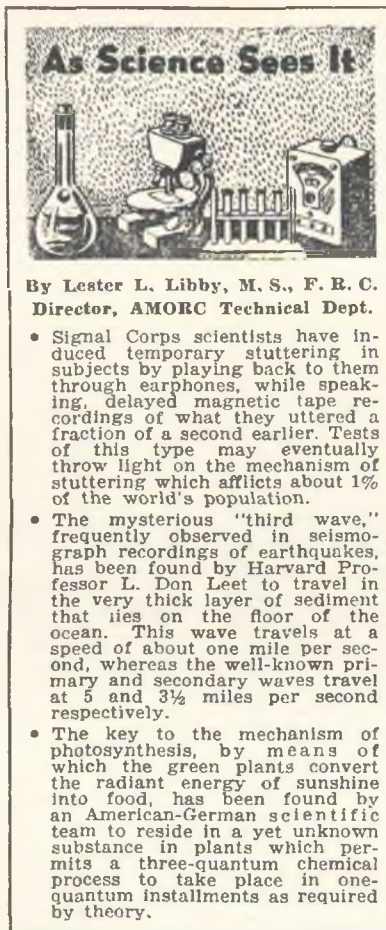 As Science Sees It
By Lester L. Libby, M. S., F. R. C.
Director, AMORC Technical Dept.
• Signal Corps scientists have in-
duced temporary stuttering in
subjects by playing back to them
through earphones, while speak-
ing, delayed magnetic tape re-
cordings of what they uttered a
fraction of a second earlier. Tests
of this type may eventually
throw light on the mechanism of
stuttering which afflicts about 1%
of the world's population.
• The mysterious "third wave,"
frequently observed in seismo-
graph recordings of earthquakes,
has been found by Harvard Pro-
fessor L. Don Leet to travel in
the very thick layer of sediment
that lies on the floor of the
ocean. This wave travels at a
speed of about one mile per sec-
ond, whereas the well-known pri-
mary and secondary waves travel
at 5 and 3½ miles per second
respectively.
• The key to the mechanism of
photosynthesis, by means of
which the green plants convert
the radiant energy of sunshine
into food, has been found by
an American-German scientific
team to reside in a yet unknown
substance in plants which per-
mits a three-quantum chemical
process to take place in one-
quantum installments as required
by theory.